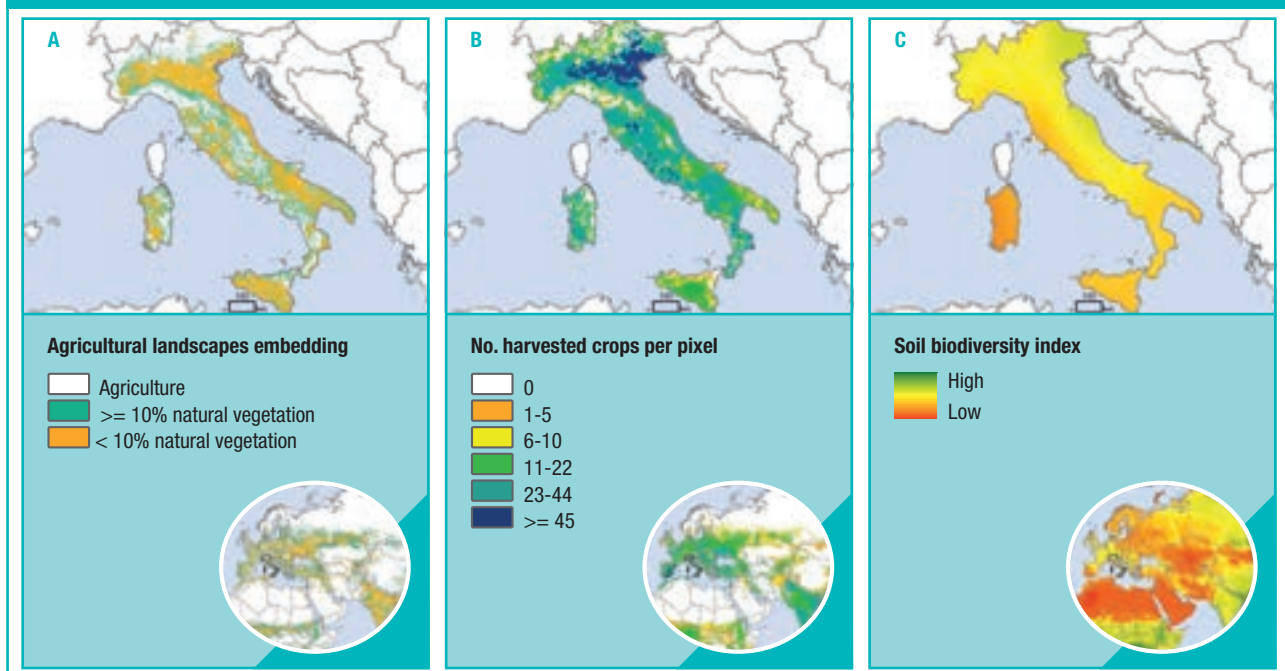 A
Agricultural landscapes embedding
Agriculture
>= 10% natural vegetation
< 10% natural vegetation
B
No. harvested crops per pixel
0
1-5
6-10
11-22
23-44
>= 45
C
Soil biodiversity index
High
Low